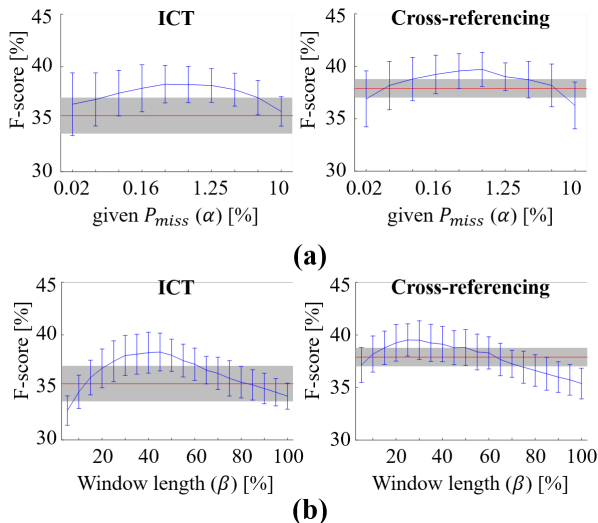 ICT
Cross-referencing
F-score [%]
45
40
35
30
0.02
0.16
1.25
10
given P_miss (α) [%]
F-score [%]
45
40
35
30
0.02
0.16
1.25
10
given P_miss (α) [%]
(a)
ICT
Cross-referencing
F-score [%]
45
40
35
30
20
40
60
80
100
Window length (β) [%]
F-score [%]
45
40
35
30
20
40
60
80
100
Window length (β) [%]
(b)